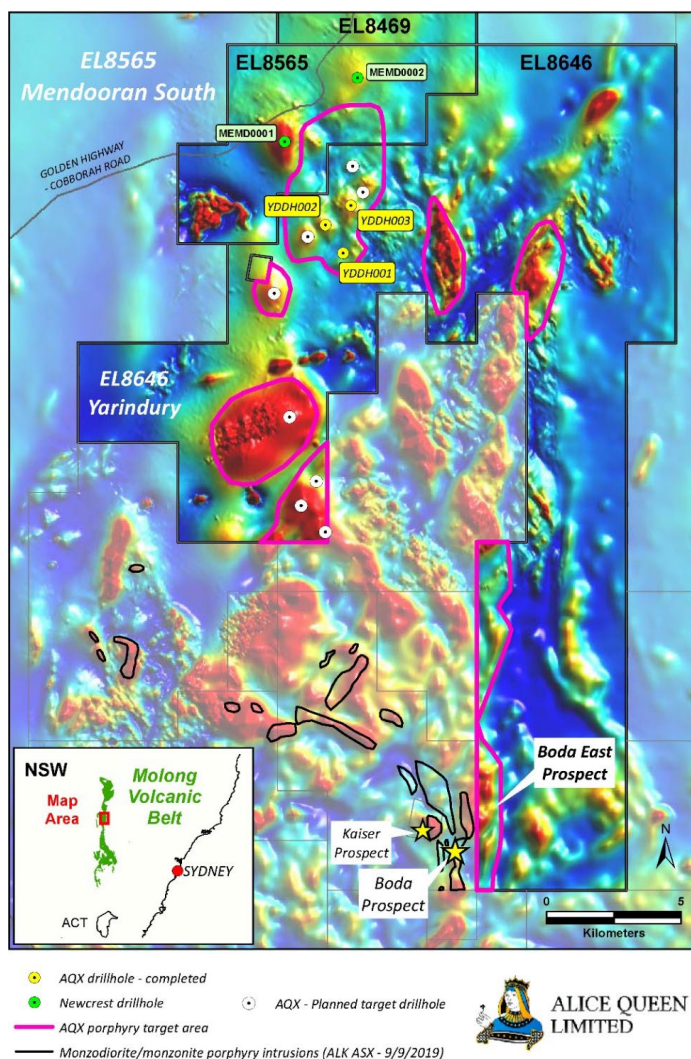 EL8469
EL8565
EL8646
EL8565
Mendooran South
MEMD0002
MEMD0001
GOLDEN HIGHWAY
- COBBORAH ROAD
YDDH002
YDDH003
YDDH001
EL8646
Yarindury
Boda East
Prospect
Kaiser
Prospect
Boda
Prospect
NSW
Molong
Volcanic
Belt
Map
Area
SYDNEY
ACT
N
0
5
Kilometers
AQX drillhole - completed
Newcrest drillhole
AQX - Planned target drillhole
AQX porphyry target area
Monzodiorite/monzonite porphyry intrusions (ALK ASX - 9/9/2019)
ALICE QUEEN
LIMITED